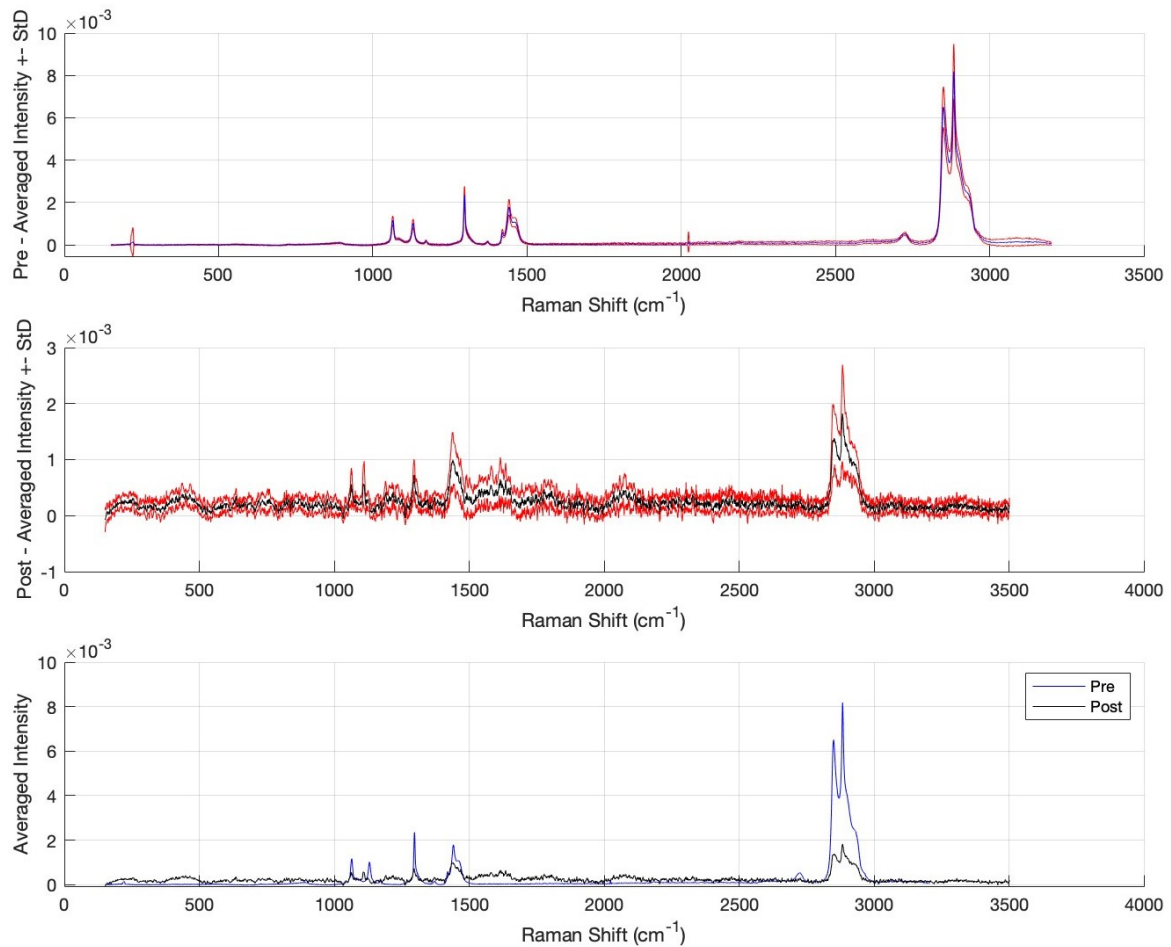 Pre - Averaged Intensity +- StD
×10⁻³
10
8
6
4
2
0
0 500 1000 1500 2000 2500 3000 3500
Raman Shift (cm⁻¹)
Post - Averaged Intensity +- StD
×10⁻³
3
2
1
0
-1
0 500 1000 1500 2000 2500 3000 3500 4000
Raman Shift (cm⁻¹)
Averaged Intensity
×10⁻³
10
8
6
4
2
0
0 500 1000 1500 2000 2500 3000 3500 4000
Raman Shift (cm⁻¹)
Pre
Post